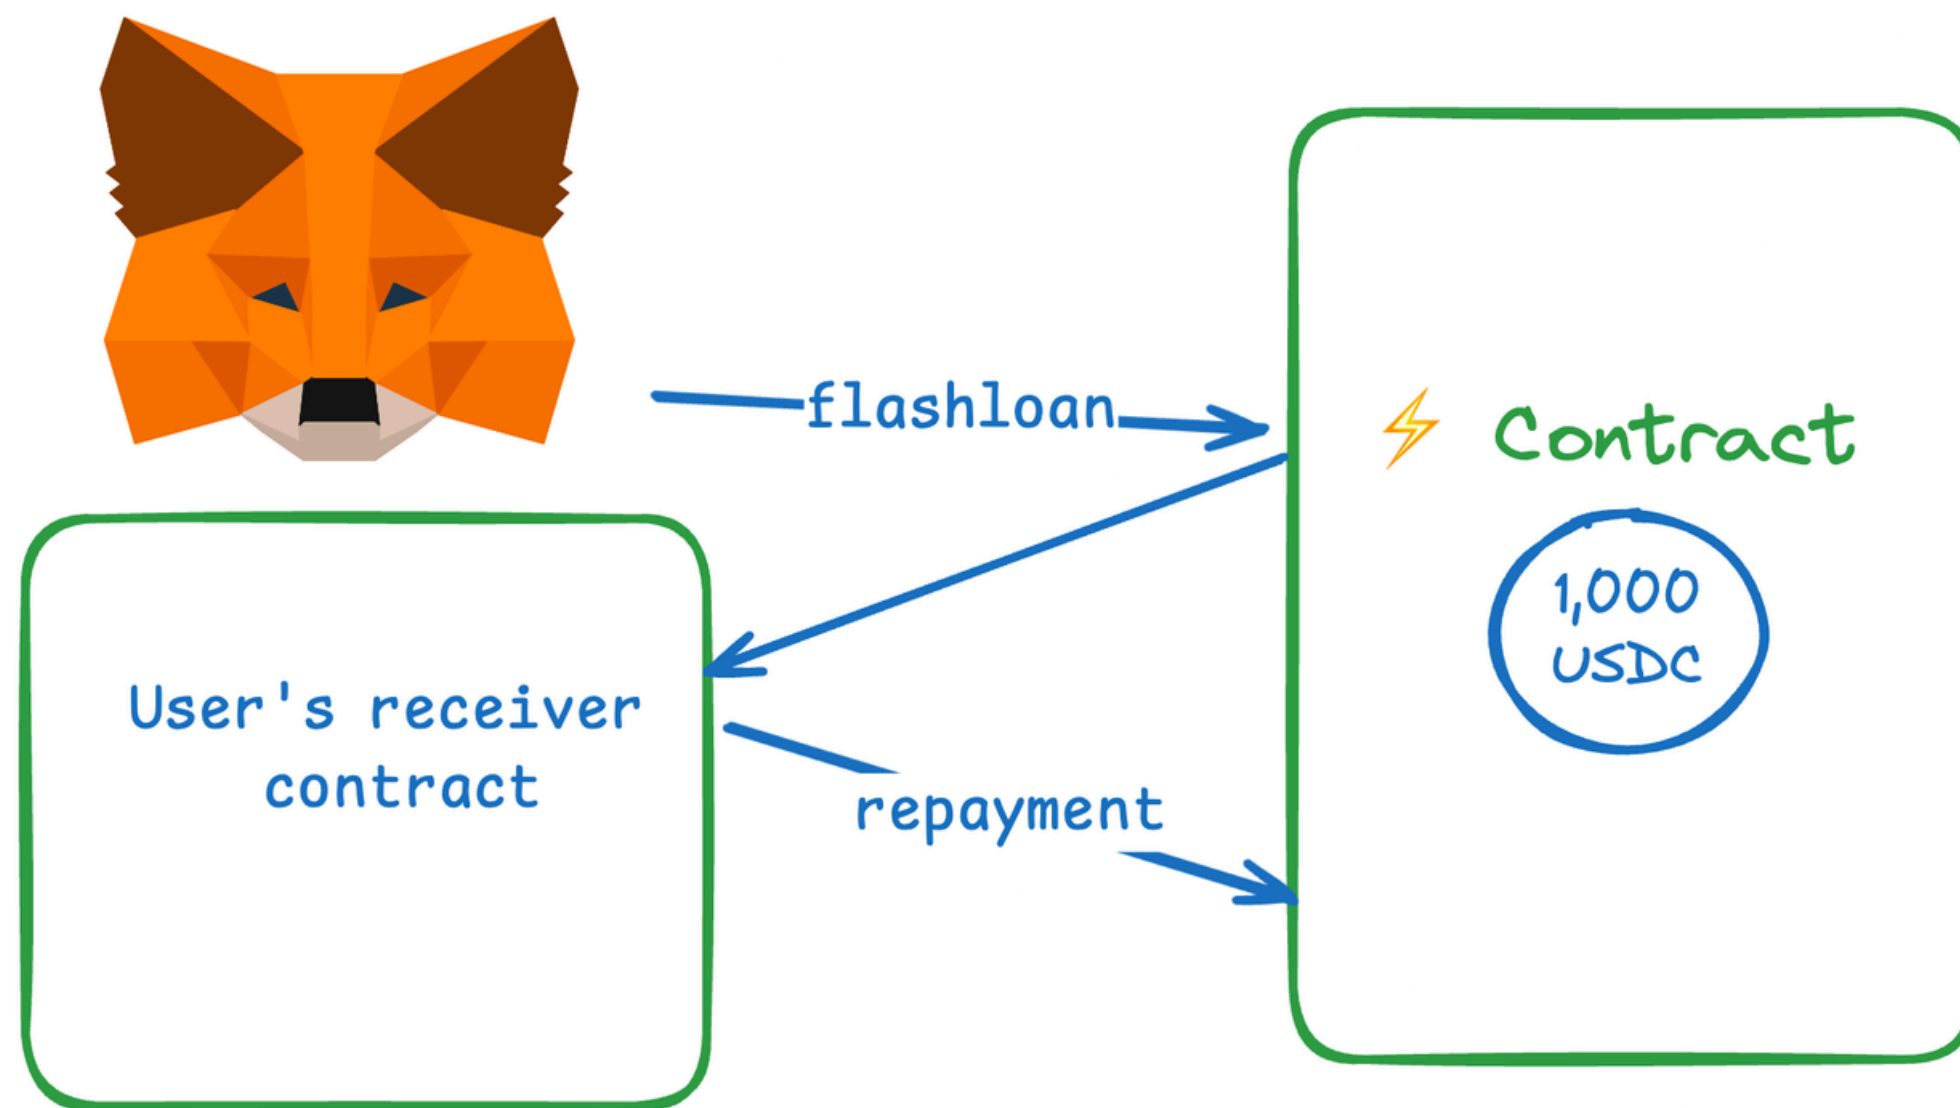 flashloan
⚡ Contract
1,000
USDC
User's receiver
contract
repayment